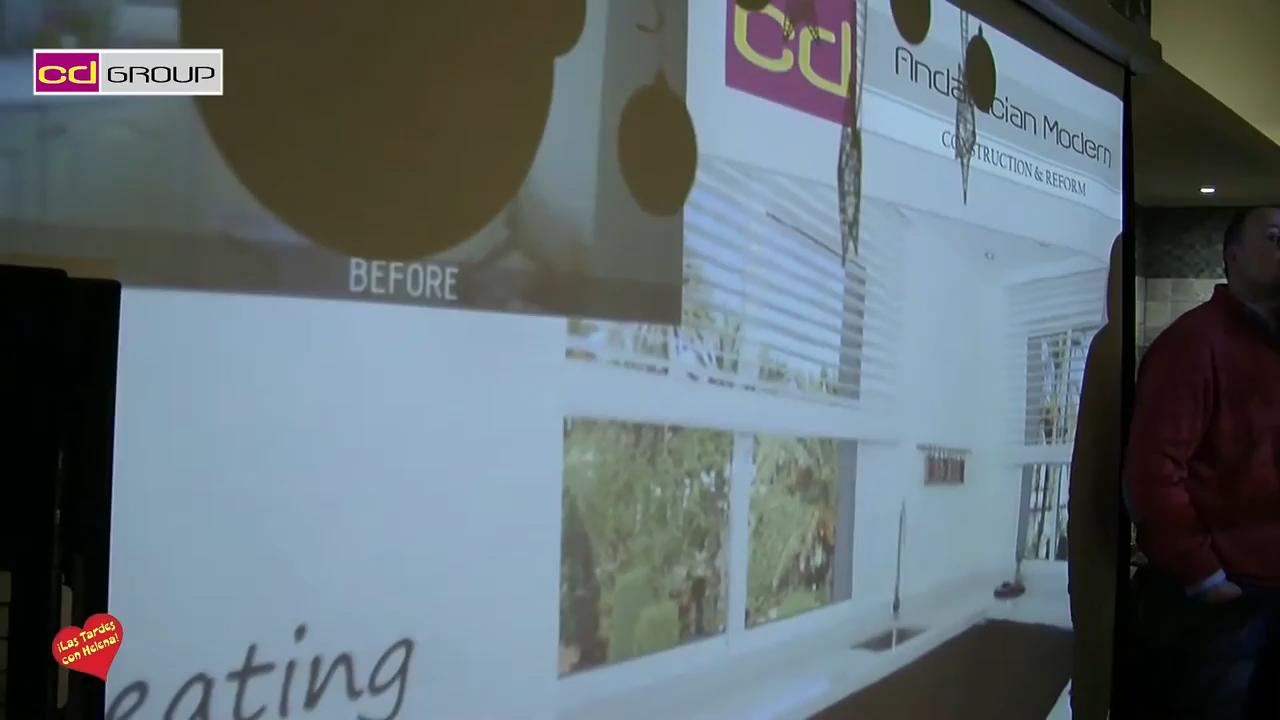 cd GROUP
cd
Andalucian Modern
CONSTRUCTION & REFORM
BEFORE
eating
¡Las Tardes
con Helena!